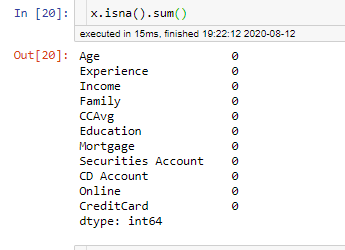 In [20]: x.isna().sum()
executed in 15ms, finished 19:22:12 2020-08-12
Out[20]: Age 0
Experience 0
Income 0
Family 0
CCAvg 0
Education 0
Mortgage 0
Securities Account 0
CD Account 0
Online 0
CreditCard 0
dtype: int64